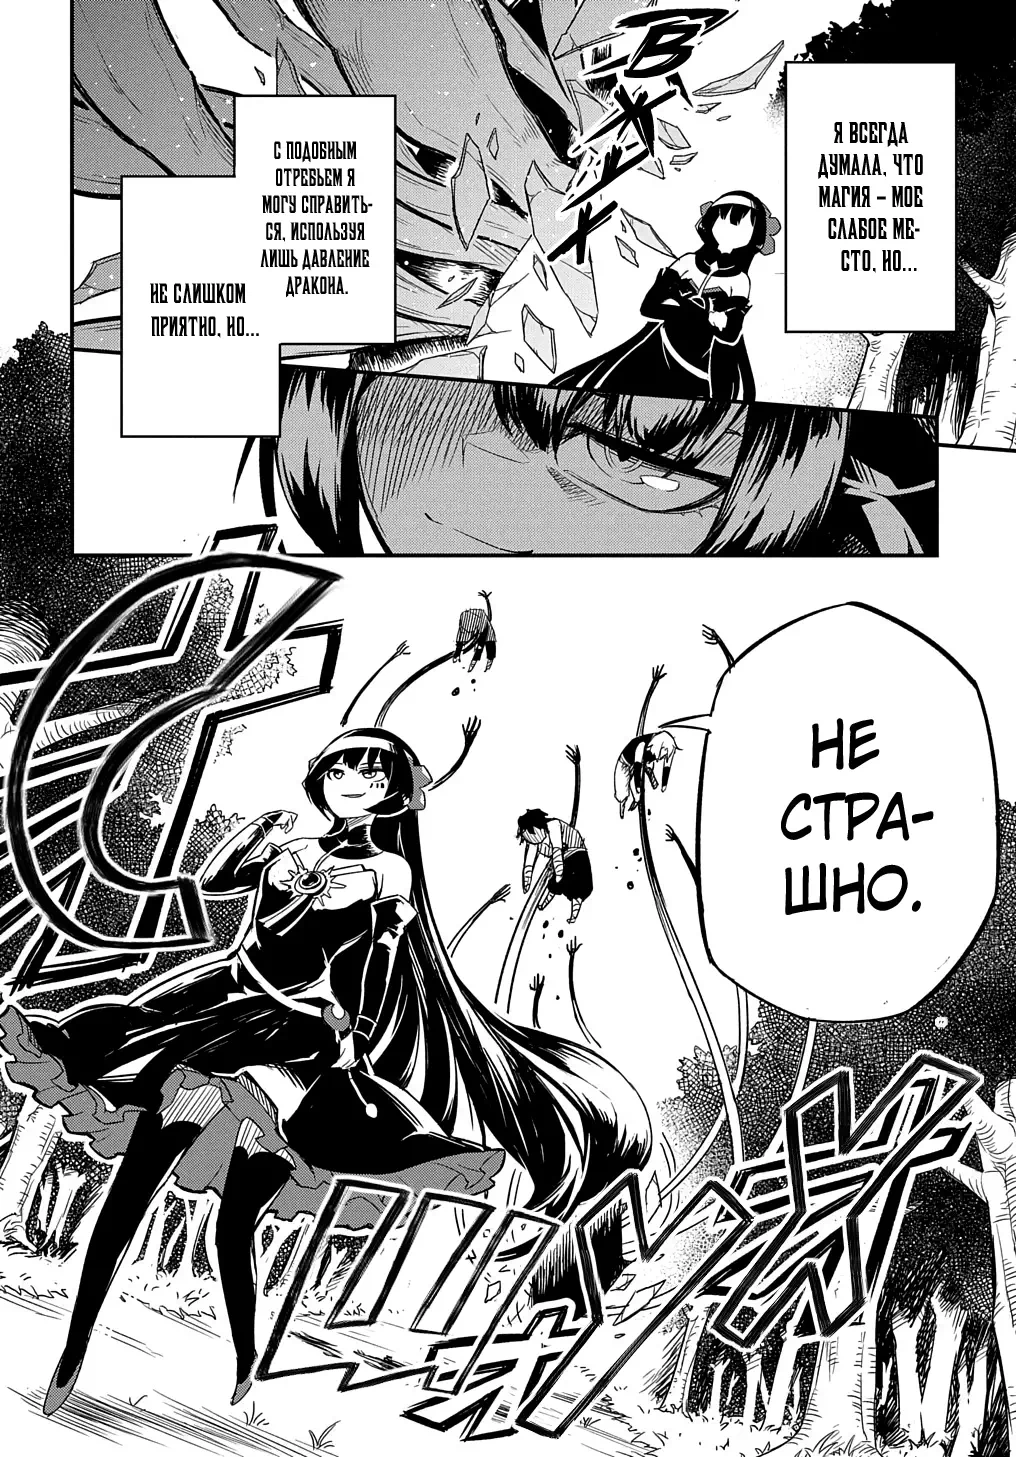 Я ВСЕГДА
ДУМАЛА, ЧТО
МАГИЯ – МОЕ
СЛАБОЕ МЕ-
СТО, НО...
С ПОДОБНЫМ
ОТРЕБЬЕМ Я
МОГУ СПРАВИТЬ-
СЯ, ИСПОЛЬЗУЯ
ЛИШЬ ДАВЛЕНИЕ
ДРАКОНА.
НЕ СЛИШКОМ
ПРИЯТНО, НО...
НЕ
СТРА-
ШНО.